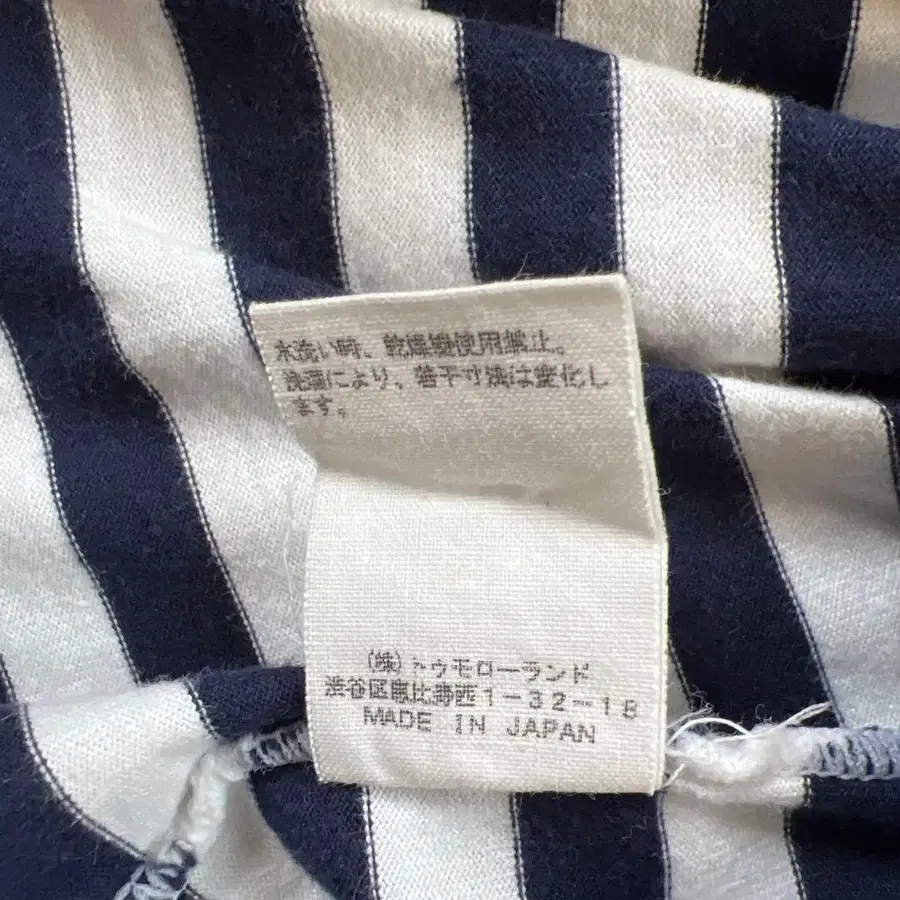 水洗い時、乾燥機使用禁止。
洗濯により、若干寸法は変化し
ます。
(株)トゥモローランド
渋谷区恵比寿西1-32-18
MADE IN JAPAN